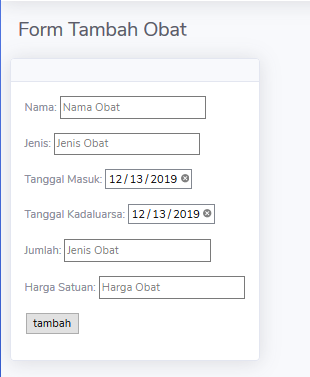 Form Tambah Obat
Nama: Nama Obat
Jenis: Jenis Obat
Tanggal Masuk: 12/13/2019
Tanggal Kadaluarsa: 12/13/2019
Jumlah: Jenis Obat
Harga Satuan: Harga Obat
tambah